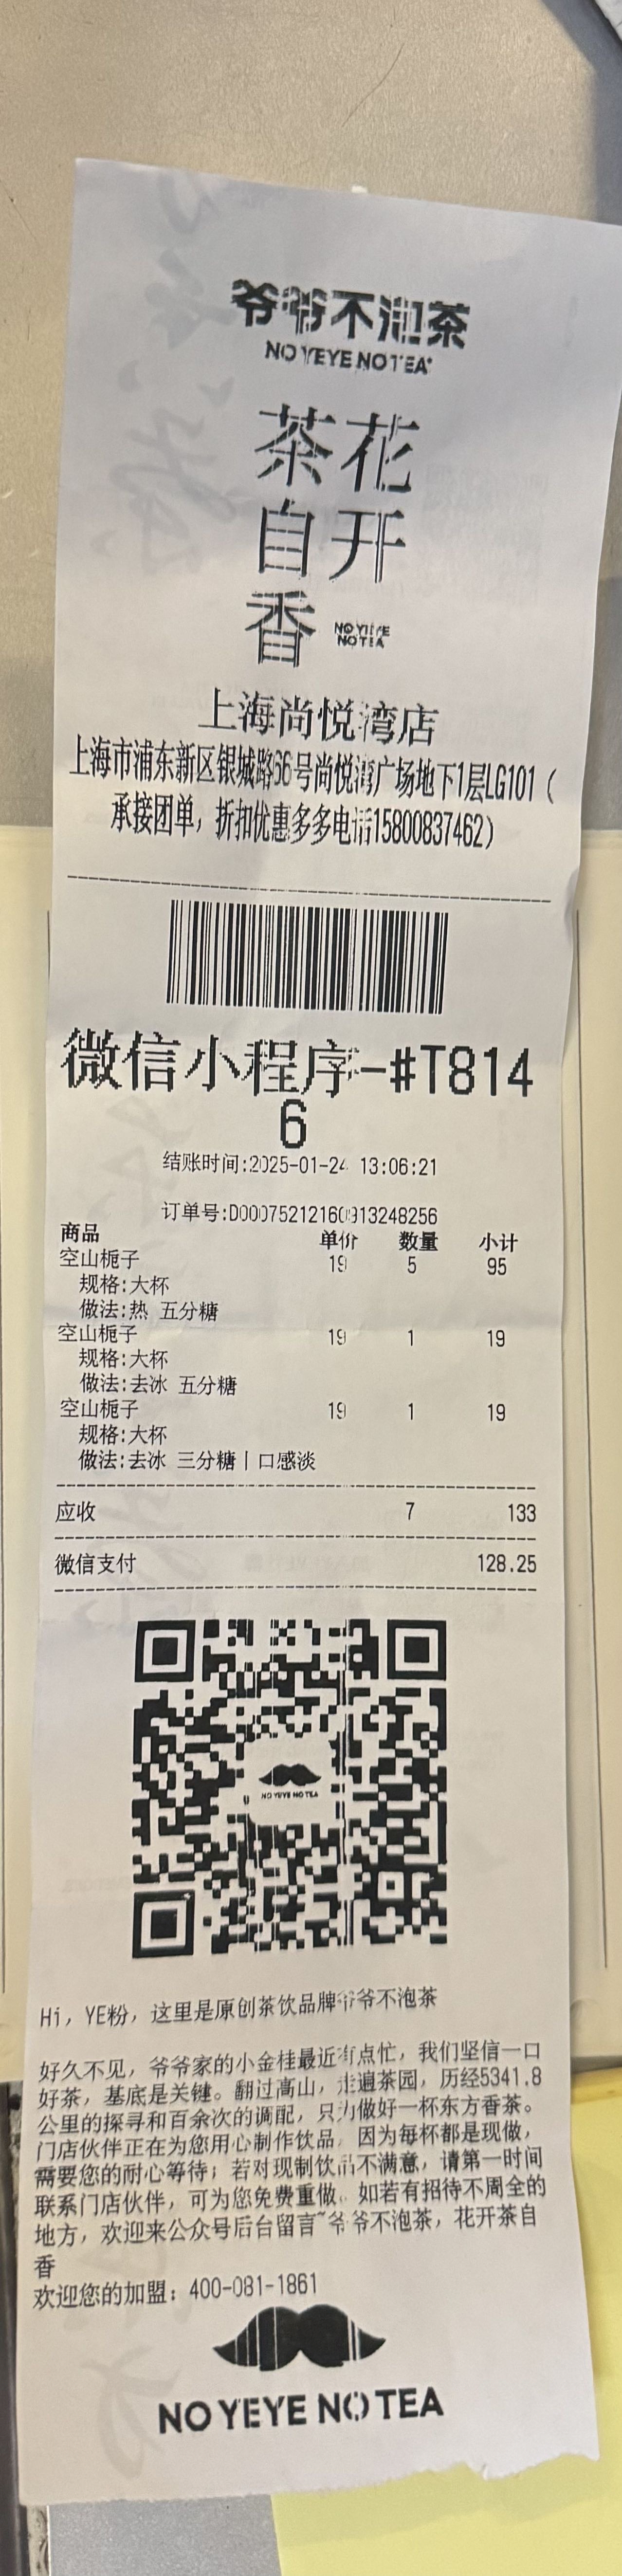 爷爷不泡茶
NO YEYE NO TEA
茶花
自开
香 NO YEYE
NO TEA
上海尚悦湾店
上海市浦东新区银城路66号尚悦湾广场地下1层LG101（
承接团单，折扣优惠多多电话15800837462）
微信小程序-#T814
6
结账时间:2025-01-24 13:06:21
订单号:D00075212160913248256
商品 单价 数量 小计
空山栀子 19 5 95
规格:大杯
做法:热 五分糖
空山栀子 19 1 19
规格:大杯
做法:去冰 五分糖
空山栀子 19 1 19
规格:大杯
做法:去冰 三分糖|口感淡
应收 7 133
微信支付 128.25
NO YEYE NO TEA
Hi，YE粉，这里是原创茶饮品牌爷爷不泡茶
好久不见，爷爷家的小金桂最近有点忙，我们坚信一口
好茶，基底是关键。翻过高山，走遍茶园，历经5341.8
公里的探寻和百余次的调配，只为做好一杯东方香茶。
门店伙伴正在为您用心制作饮品，因为每杯都是现做，
需要您的耐心等待；若对现制饮品不满意，请第一时间
联系门店伙伴，可为您免费重做。如若有招待不周全的
地方，欢迎来公众号后台留言~爷爷不泡茶，花开茶自
香
欢迎您的加盟：400-081-1861
NO YEYE NO TEA